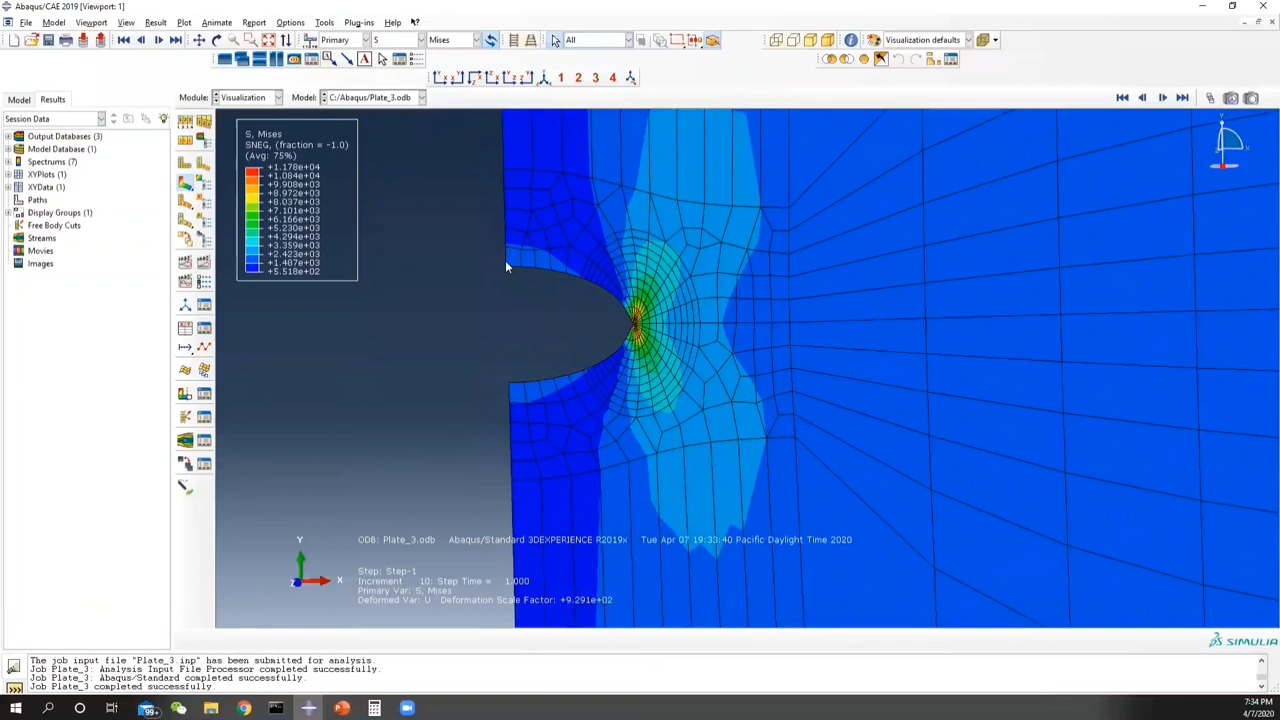 Abaqus/CAE 2019 [Viewport: 1]
File Model Viewport View Result Plot Animate Report Options Tools Plug-ins Help
Primary S Mises All Visualization defaults
1 2 3 4
Model Results Module: Visualization Model: C:/Abaqus/Plate_3.odb
Session Data
Output Databases (3)
Model Database (1)
Spectrums (7)
XYPlots (1)
XYData (1)
Paths
Display Groups (1)
Free Body Cuts
Streams
Movies
Images
S, Mises
SNEG, (fraction = -1.0)
(Avg: 75%)
+1.178e+04
+1.084e+04
+9.908e+03
+8.972e+03
+8.037e+03
+7.101e+03
+6.166e+03
+5.230e+03
+4.294e+03
+3.359e+03
+2.423e+03
+1.487e+03
+5.518e+02
Y
X
Y
X
Z
ODB: Plate_3.odb Abaqus/Standard 3DEXPERIENCE R2019x Tue Apr 07 19:33:40 Pacific Daylight Time 2020
Step: Step-1
Increment 10: Step Time = 1.000
Primary Var: S, Mises
Deformed Var: U Deformation Scale Factor: +9.291e+02
SIMULIA
The job input file "Plate_3.inp" has been submitted for analysis.
Job Plate_3: Analysis Input File Processor completed successfully.
Job Plate_3: Abaqus/Standard completed successfully.
Job Plate_3 completed successfully.
99+
7:34 PM
4/7/2020